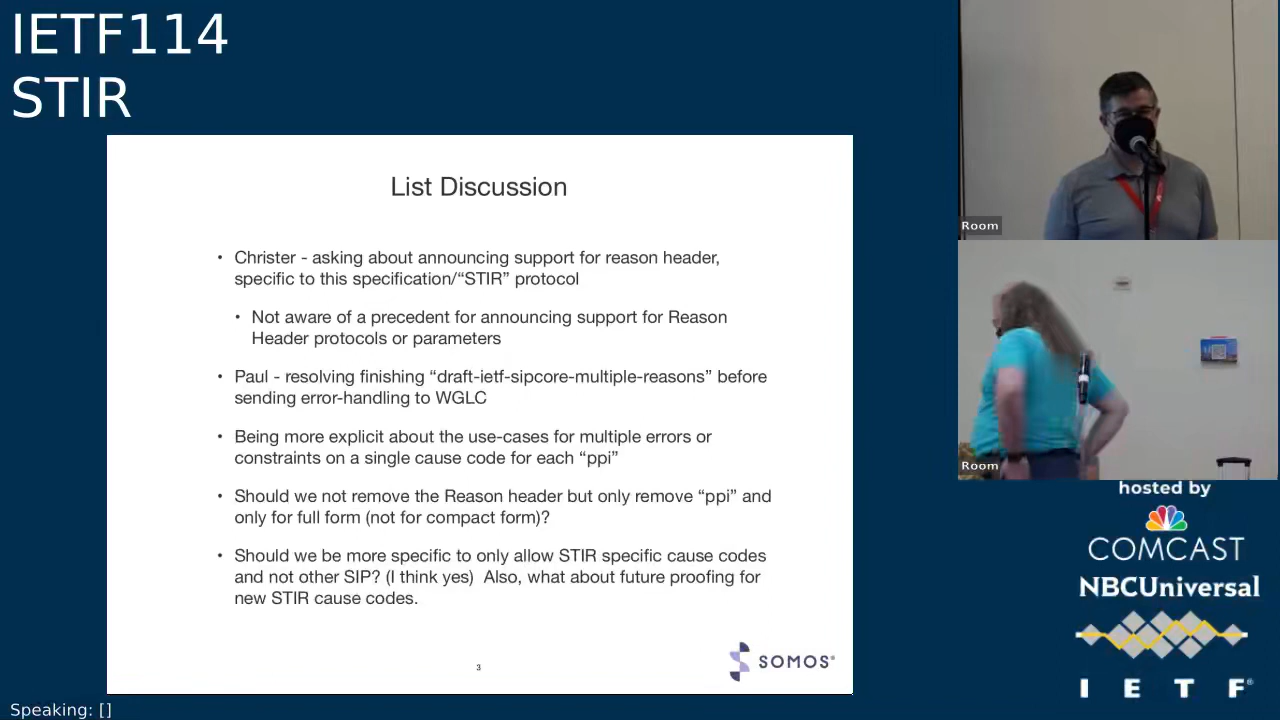 IETF114
STIR
List Discussion
• Christer - asking about announcing support for reason header,
specific to this specification/“STIR” protocol
• Not aware of a precedent for announcing support for Reason
Header protocols or parameters
• Paul - resolving finishing “draft-ietf-sipcore-multiple-reasons” before
sending error-handling to WGLC
• Being more explicit about the use-cases for multiple errors or
constraints on a single cause code for each “ppi”
• Should we not remove the Reason header but only remove “ppi” and
only for full form (not for compact form)?
• Should we be more specific to only allow STIR specific cause codes
and not other SIP? (I think yes)  Also, what about future proofing for
new STIR cause codes.
3
SOMOS®
Room
Room
hosted by
COMCAST
NBCUniversal
I E T F®
Speaking: []